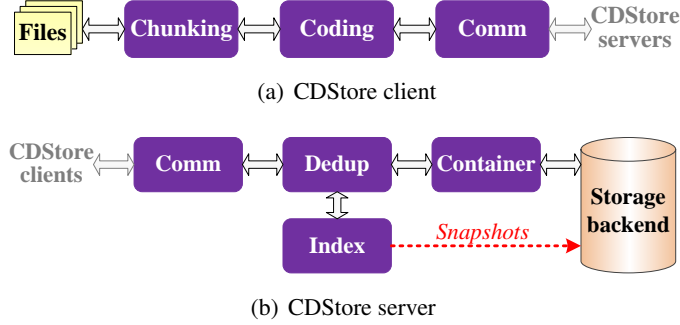 Files
Chunking
Coding
Comm
CDStore
servers
(a) CDStore client
CDStore
clients
Comm
Dedup
Container
Storage
backend
Index
Snapshots
(b) CDStore server